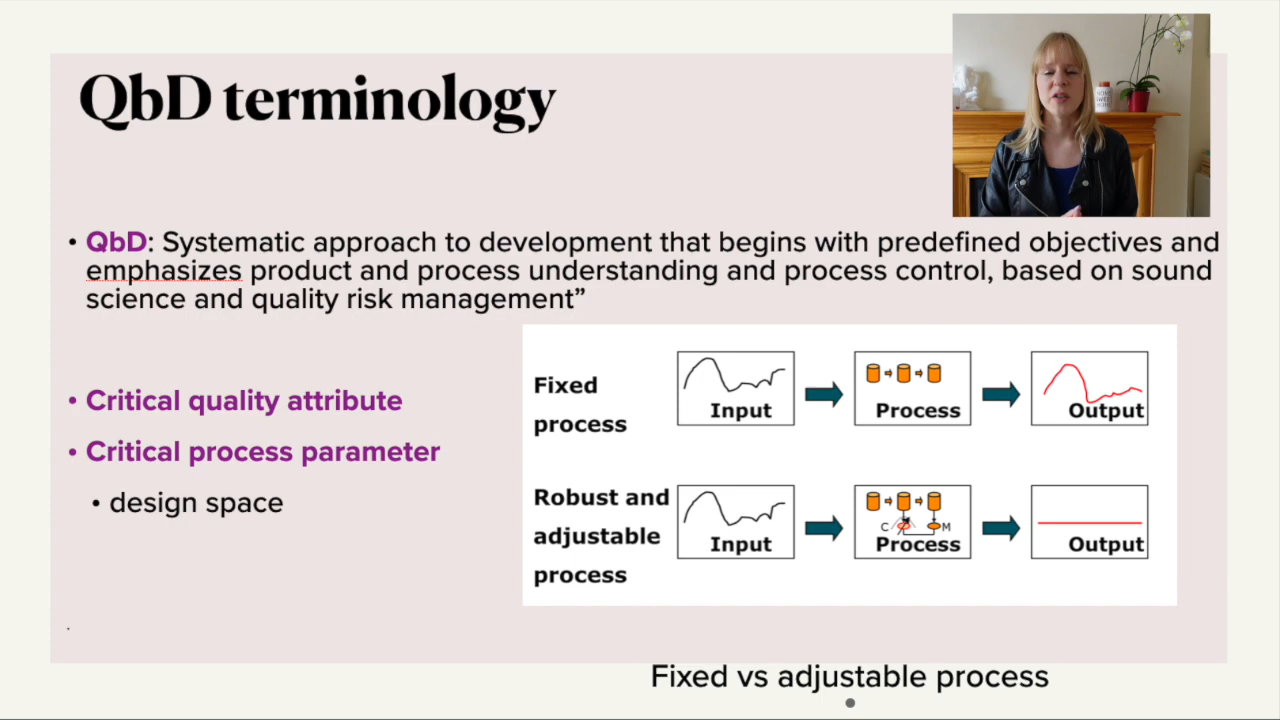 QbD terminology
• QbD: Systematic approach to development that begins with predefined objectives and
emphasizes product and process understanding and process control, based on sound
science and quality risk management”
• Critical quality attribute
• Critical process parameter
• design space
Fixed
process
Input
Process
Output
Robust and
adjustable
process
Input
C
M
Process
Output
Fixed vs adjustable process